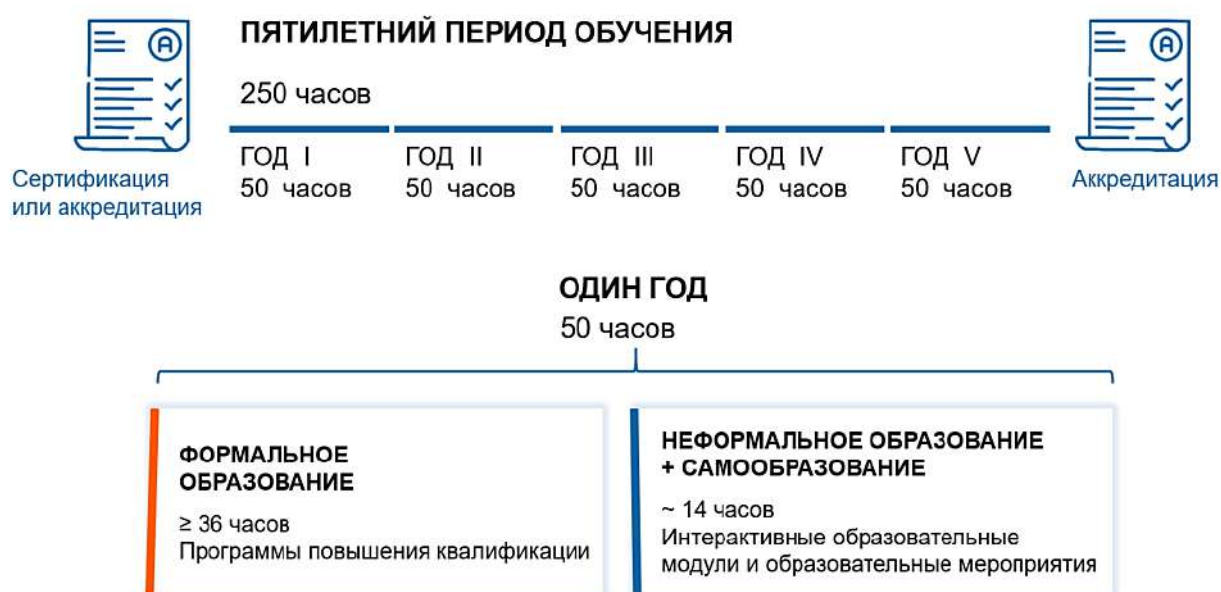 ПЯТИЛЕТНИЙ ПЕРИОД ОБУЧЕНИЯ
250 часов
ГОД I
50 часов
ГОД II
50 часов
ГОД III
50 часов
ГОД IV
50 часов
ГОД V
50 часов
A
Сертификация
или аккредитация
A
Аккредитация
ОДИН ГОД
50 часов
ФОРМАЛЬНОЕ
ОБРАЗОВАНИЕ
≥ 36 часов
Программы повышения квалификации
НЕФОРМАЛЬНОЕ ОБРАЗОВАНИЕ
+ САМООБРАЗОВАНИЕ
~ 14 часов
Интерактивные образовательные
модули и образовательные мероприятия